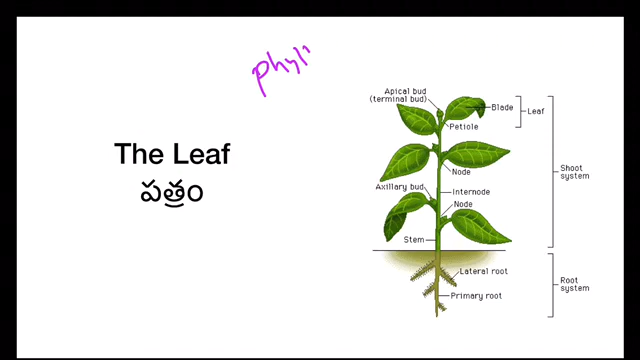 phyl
The Leaf
పత్రం
Apical bud
(terminal bud)
Blade
Leaf
Petiole
Node
Shoot
system
Axillary bud
Internode
Node
Stem
Lateral root
Root
system
Primary root